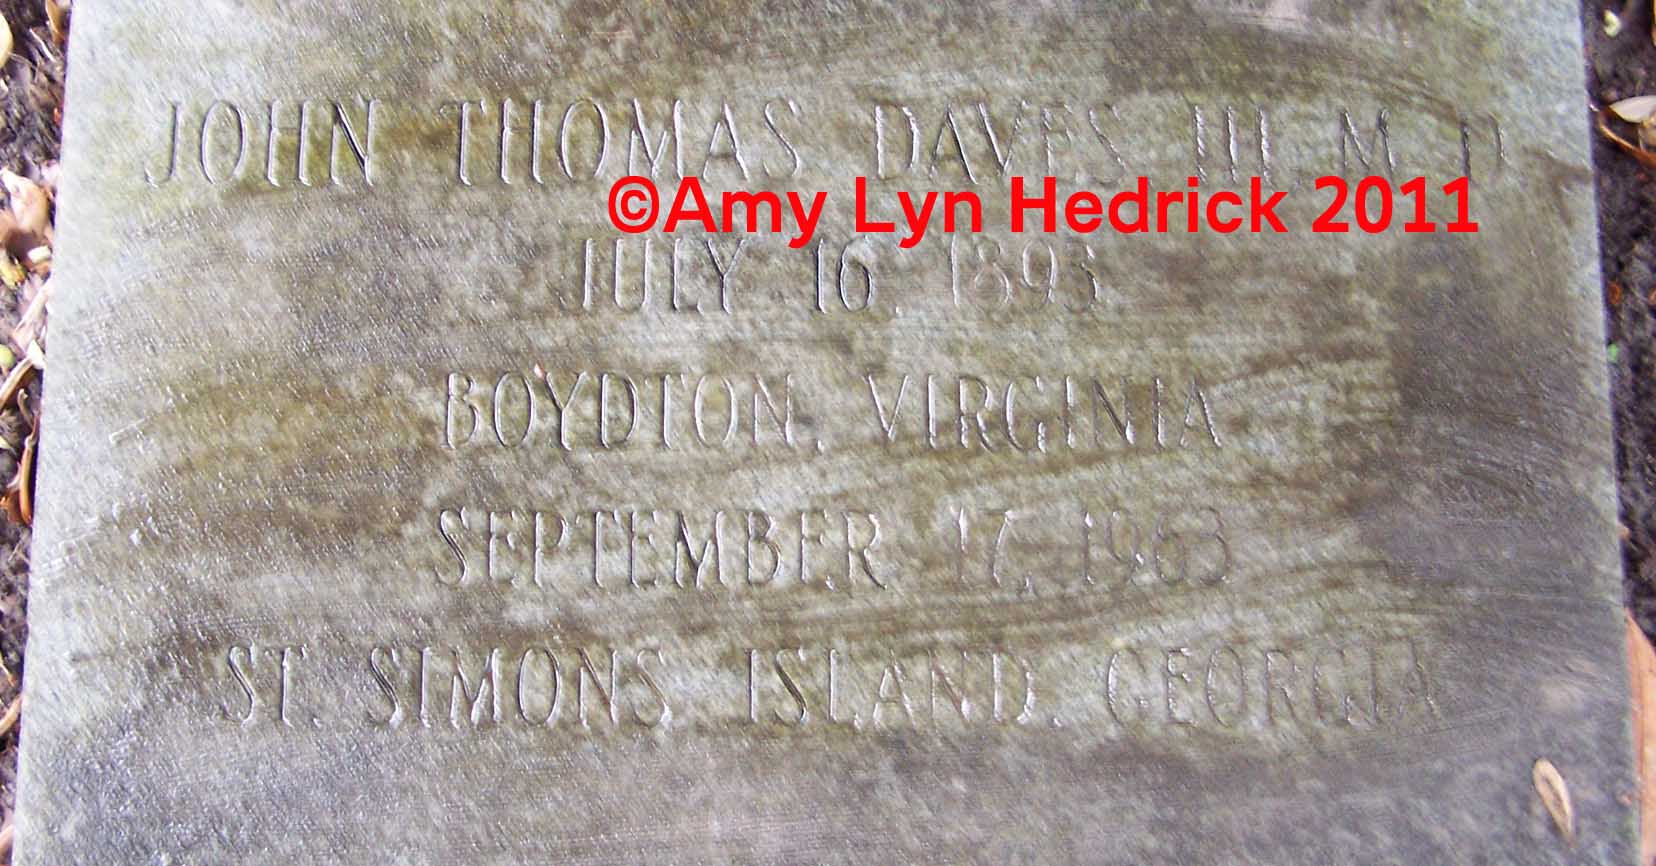 JOHN THOMAS DAVES III M D
©Amy Lyn Hedrick 2011
JULY 16, 1893
BOYDTON, VIRGINIA
SEPTEMBER 17, 1963
ST. SIMONS ISLAND, GEORGIA